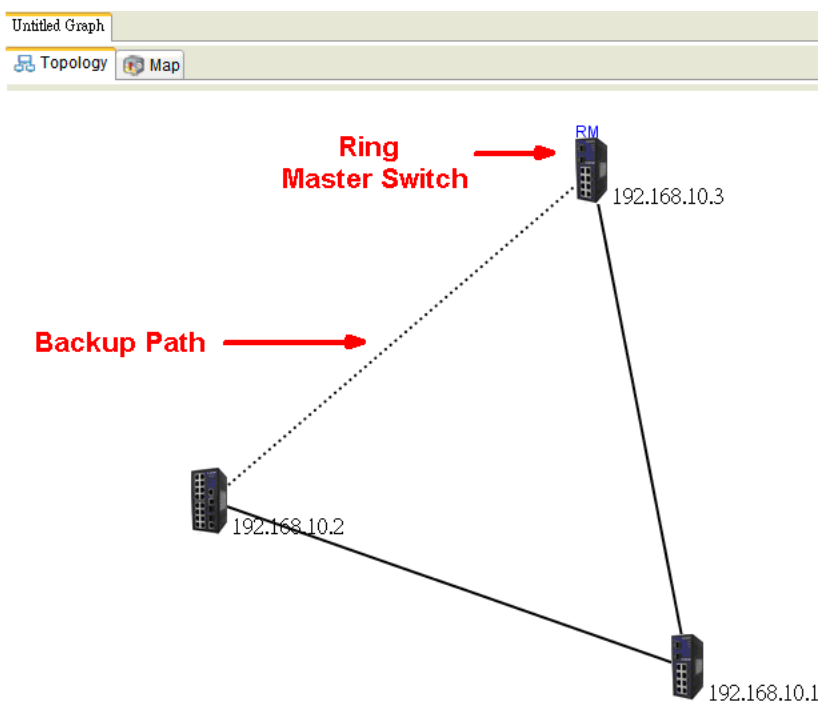 Untitled Graph
Topology
Map
RM
Ring
Master Switch
192.168.10.3
Backup Path
192.168.10.2
192.168.10.1